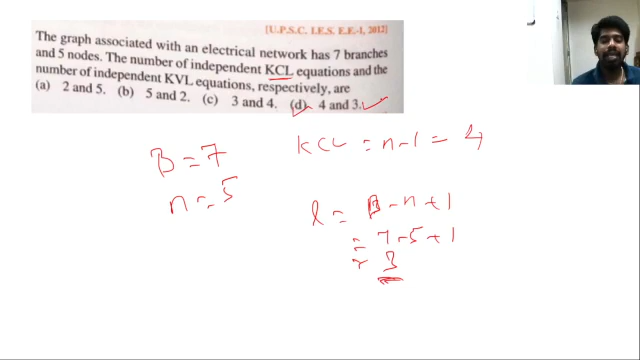 [U.P.S.C. I.E.S. E.E.-I, 2012]
The graph associated with an electrical network has 7 branches
and 5 nodes. The number of independent KCL equations and the
number of independent KVL equations, respectively, are
(a) 2 and 5. (b) 5 and 2. (c) 3 and 4. (d) 4 and 3.
B = 7
n = 5
KCL = n - 1 = 4
l = B - n + 1
= 7 - 5 + 1
= 3